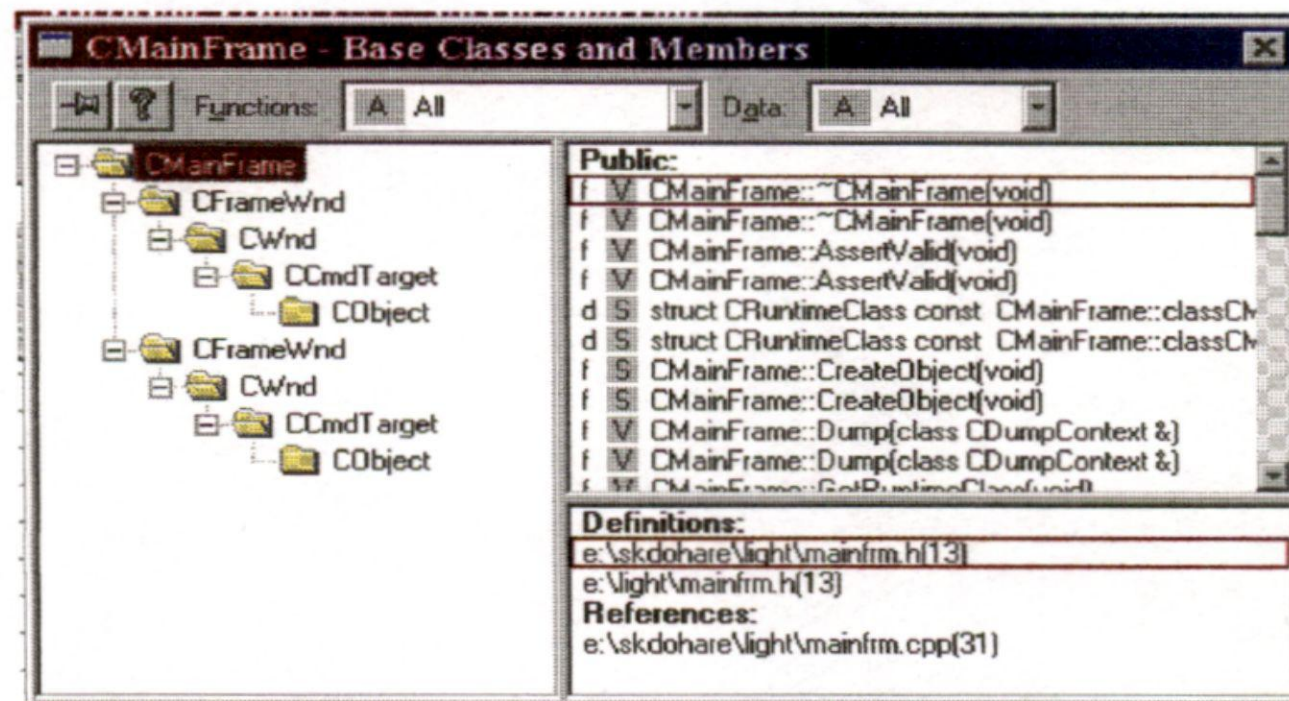 CMainFrame - Base Classes and Members
Functions: A All Data: A All
CMainFrame
CFrameWnd
CWnd
CCmdTarget
CObject
CFrameWnd
CWnd
CCmdTarget
CObject
Public:
f V CMainFrame::~CMainFrame(void)
f V CMainFrame::~CMainFrame(void)
f V CMainFrame::AssertValid(void)
f V CMainFrame::AssertValid(void)
d S struct CRuntimeClass const CMainFrame::classCM
d S struct CRuntimeClass const CMainFrame::classCM
f S CMainFrame::CreateObject(void)
f S CMainFrame::CreateObject(void)
f V CMainFrame::Dump(class CDumpContext &)
f V CMainFrame::Dump(class CDumpContext &)
f V CMainFrame::GetRuntimeClass(void)
Definitions:
e:\skdohare\light\mainfrm.h(13)
e:\light\mainfrm.h(13)
References:
e:\skdohare\light\mainfrm.cpp(31)